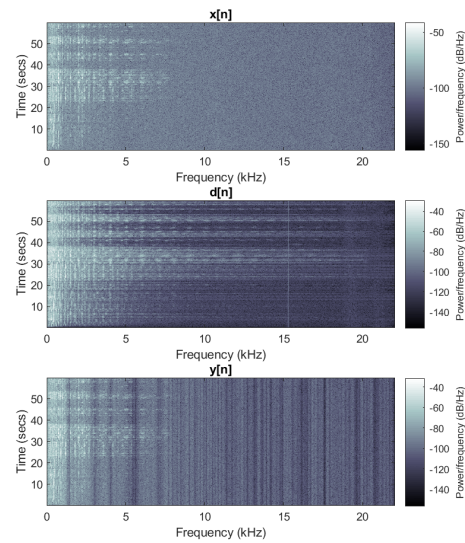 x[n]
50
40
30
20
10
0 5 10 15 20
Time (secs)
Frequency (kHz)
-50
-100
-150
Power/frequency (dB/Hz)
d[n]
50
40
30
20
10
0 5 10 15 20
Time (secs)
Frequency (kHz)
-40
-60
-80
-100
-120
-140
Power/frequency (dB/Hz)
y[n]
50
40
30
20
10
0 5 10 15 20
Time (secs)
Frequency (kHz)
-40
-60
-80
-100
-120
-140
Power/frequency (dB/Hz)